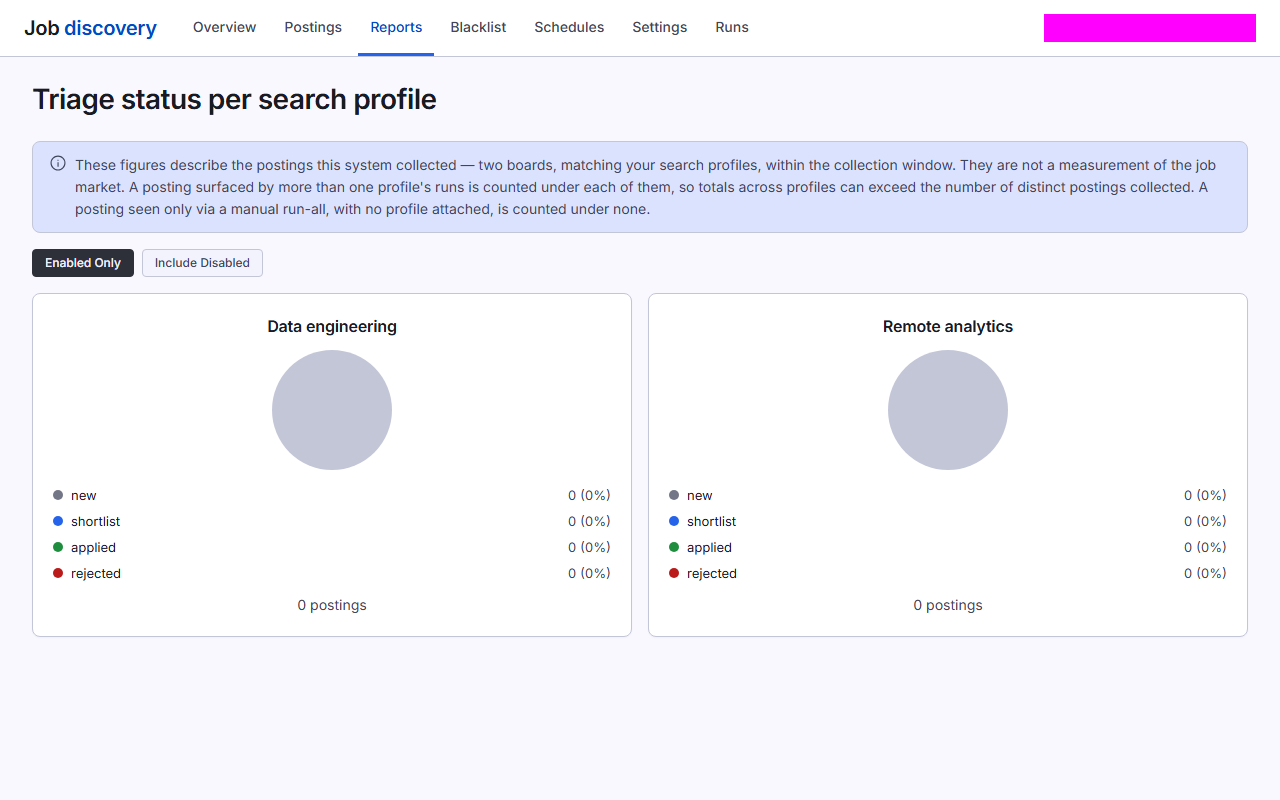 Job discovery
Overview
Postings
Reports
Blacklist
Schedules
Settings
Runs
Triage status per search profile
These figures describe the postings this system collected — two boards, matching your search profiles, within the collection window. They are not a measurement of the job
market. A posting surfaced by more than one profile's runs is counted under each of them, so totals across profiles can exceed the number of distinct postings collected. A
posting seen only via a manual run-all, with no profile attached, is counted under none.
Enabled Only
Include Disabled
Data engineering
new 0 (0%)
shortlist 0 (0%)
applied 0 (0%)
rejected 0 (0%)
0 postings
Remote analytics
new 0 (0%)
shortlist 0 (0%)
applied 0 (0%)
rejected 0 (0%)
0 postings